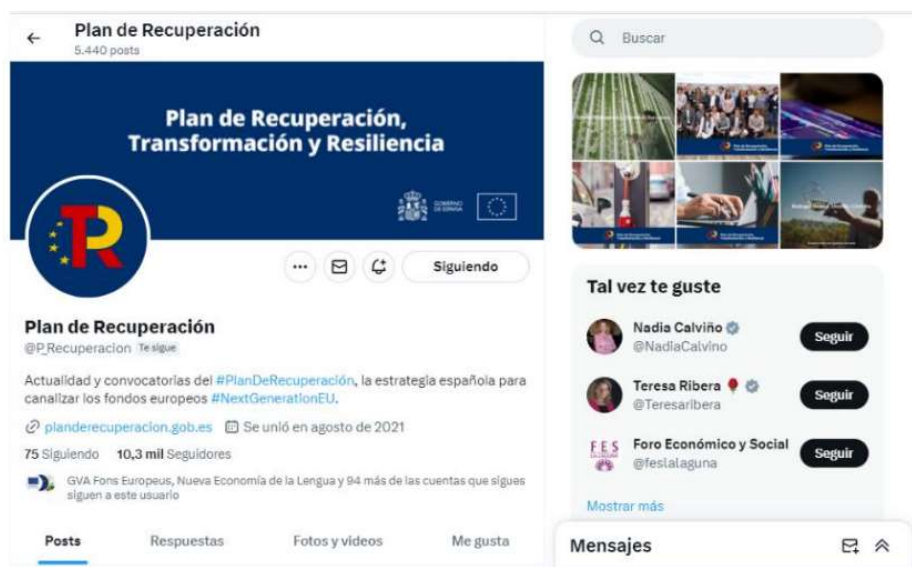 Plan de Recuperación
5.440 posts
Plan de Recuperación,
Transformación y Resiliencia
GOBIERNO
DE ESPAÑA
Siguiendo
Plan de Recuperación
@P_Recuperacion Te sigue
Actualidad y convocatorias del #PlanDeRecuperación, la estrategia española para
canalizar los fondos europeos #NextGenerationEU.
planderecuperacion.gob.es Se unió en agosto de 2021
75 Siguiendo 10,3 mil Seguidores
GVA Fons Europeus, Nueva Economía de la Lengua y 94 más de las cuentas que sigues
siguen a este usuario
Posts Respuestas Fotos y videos Me gusta
Buscar
Tal vez te guste
Nadia Calviño
@NadiaCalvino
Seguir
Teresa Ribera
@Teresaribera
Seguir
FES
Foro Económico y Social
@feslalaguna
Seguir
Mostrar más
Mensajes